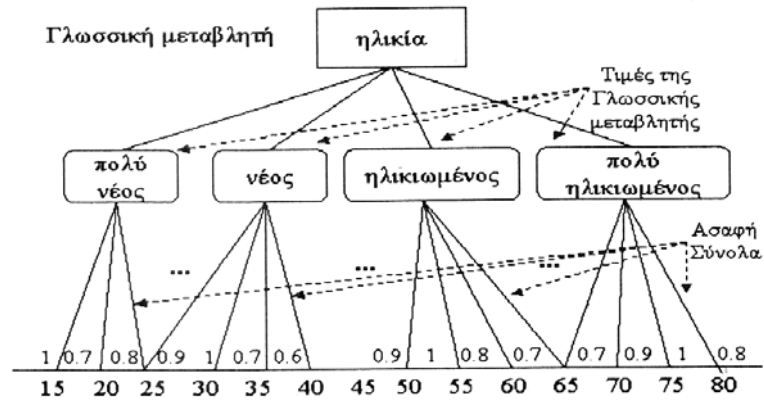 Γλωσσική μεταβλητή
ηλικία
Τιμές της
Γλωσσικής
μεταβλητής
πολύ
νέος
νέος
ηλικιωμένος
πολύ
ηλικιωμένος
Ασαφή
Σύνολα
... ... ...
1 0.7 0.8 0.9 1 0.7 0.6 0.9 1 0.8 0.7 0.7 0.9 1 0.8
15 20 25 30 35 40 45 50 55 60 65 70 75 80